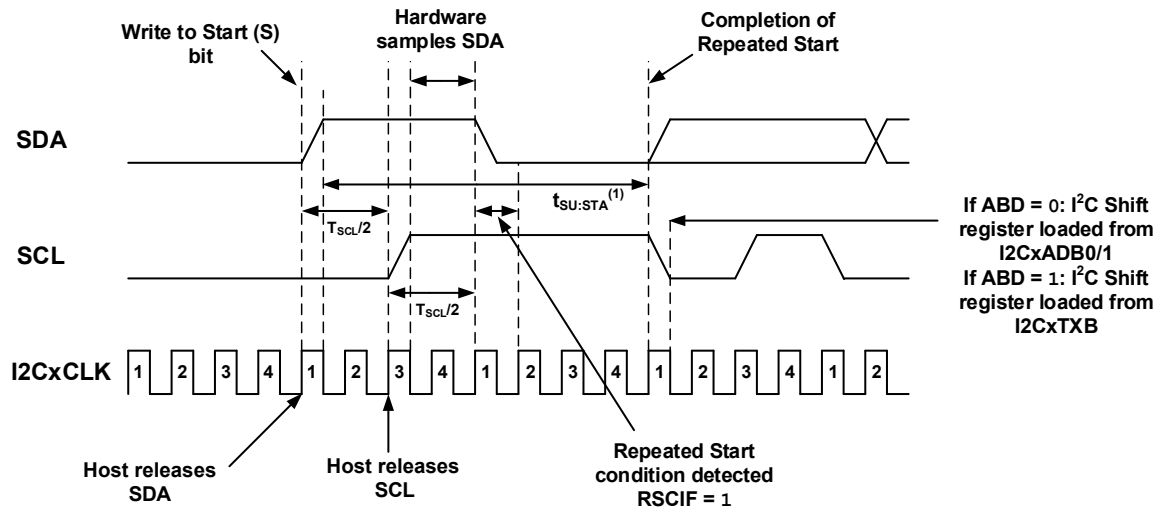 Write to Start (S)
bit
Hardware
samples SDA
Completion of
Repeated Start
SDA
tSU:STA(1)
TSCL/2
SCL
TSCL/2
If ABD = 0: I2C Shift
register loaded from
I2CxADB0/1
If ABD = 1: I2C Shift
register loaded from
I2CxTXB
I2CxCLK
1 2 3 4 1 2 3 4 1 2 3 4 1 2 3 4 1 2
Host releases
SDA
Host releases
SCL
Repeated Start
condition detected
RSCIF = 1